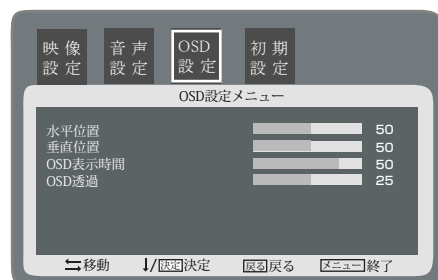 映像 音声 OSD 初期
設定 設定 設定 設定
OSD設定メニュー
水平位置 50
垂直位置 50
OSD表示時間 50
OSD透過 25
⇆移動 ↓/決定決定 戻る戻る メニュー終了